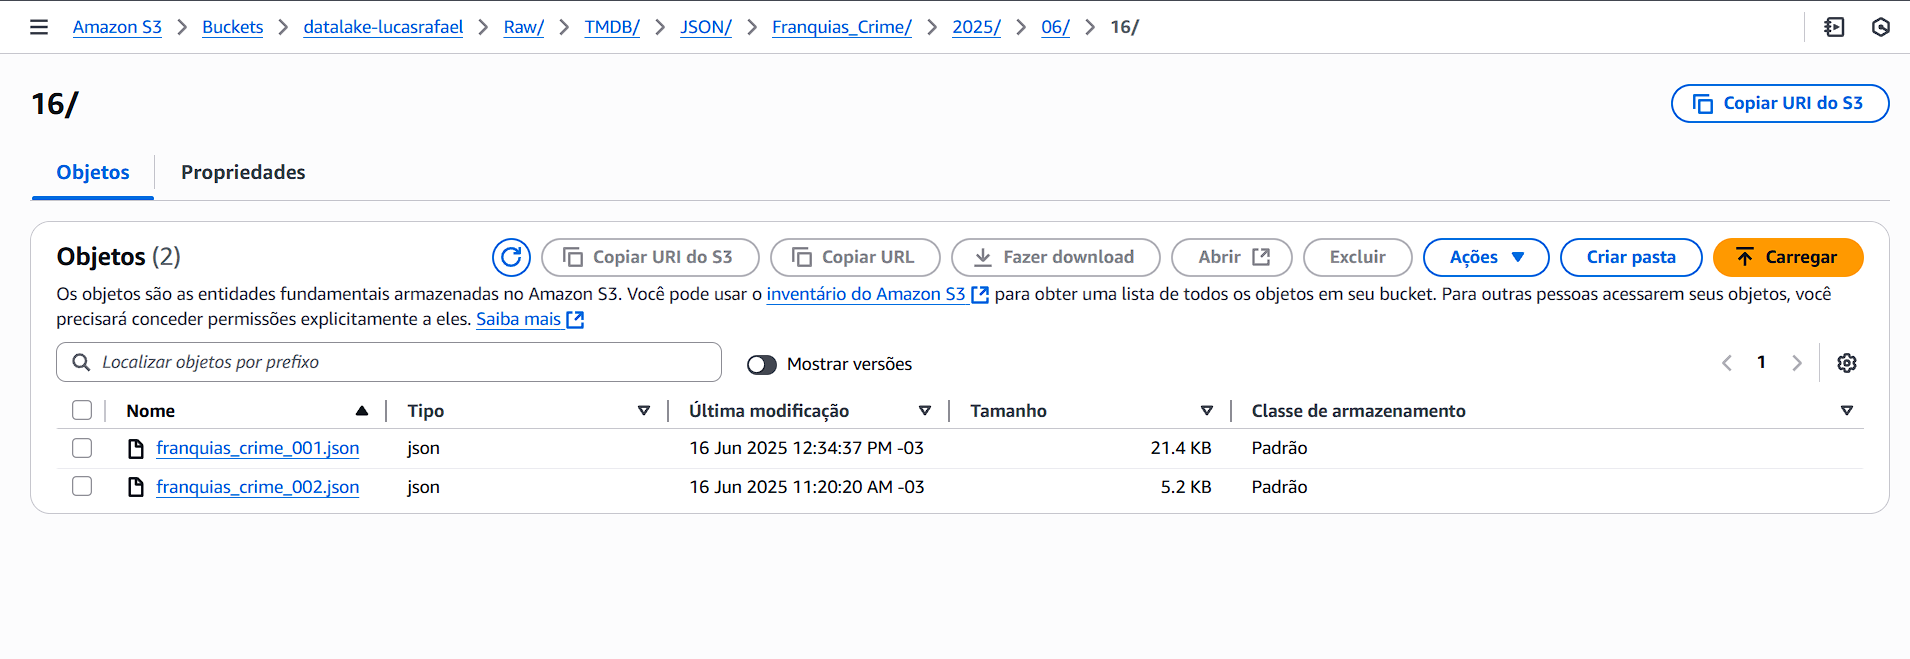 Amazon S3 > Buckets > datalake-lucasrafael > Raw/ > TMDB/ > JSON/ > Franquias_Crime/ > 2025/ > 06/ > 16/
16/
Copiar URI do S3
Objetos Propriedades
Objetos (2) Copiar URI do S3 Copiar URL Fazer download Abrir Excluir Ações Criar pasta Carregar
Os objetos são as entidades fundamentais armazenadas no Amazon S3. Você pode usar o inventário do Amazon S3 para obter uma lista de todos os objetos em seu bucket. Para outras pessoas acessarem seus objetos, você
precisará conceder permissões explicitamente a eles. Saiba mais
Localizar objetos por prefixo Mostrar versões 1
Nome Tipo Última modificação Tamanho Classe de armazenamento
franquias_crime_001.json json 16 Jun 2025 12:34:37 PM -03 21.4 KB Padrão
franquias_crime_002.json json 16 Jun 2025 11:20:20 AM -03 5.2 KB Padrão